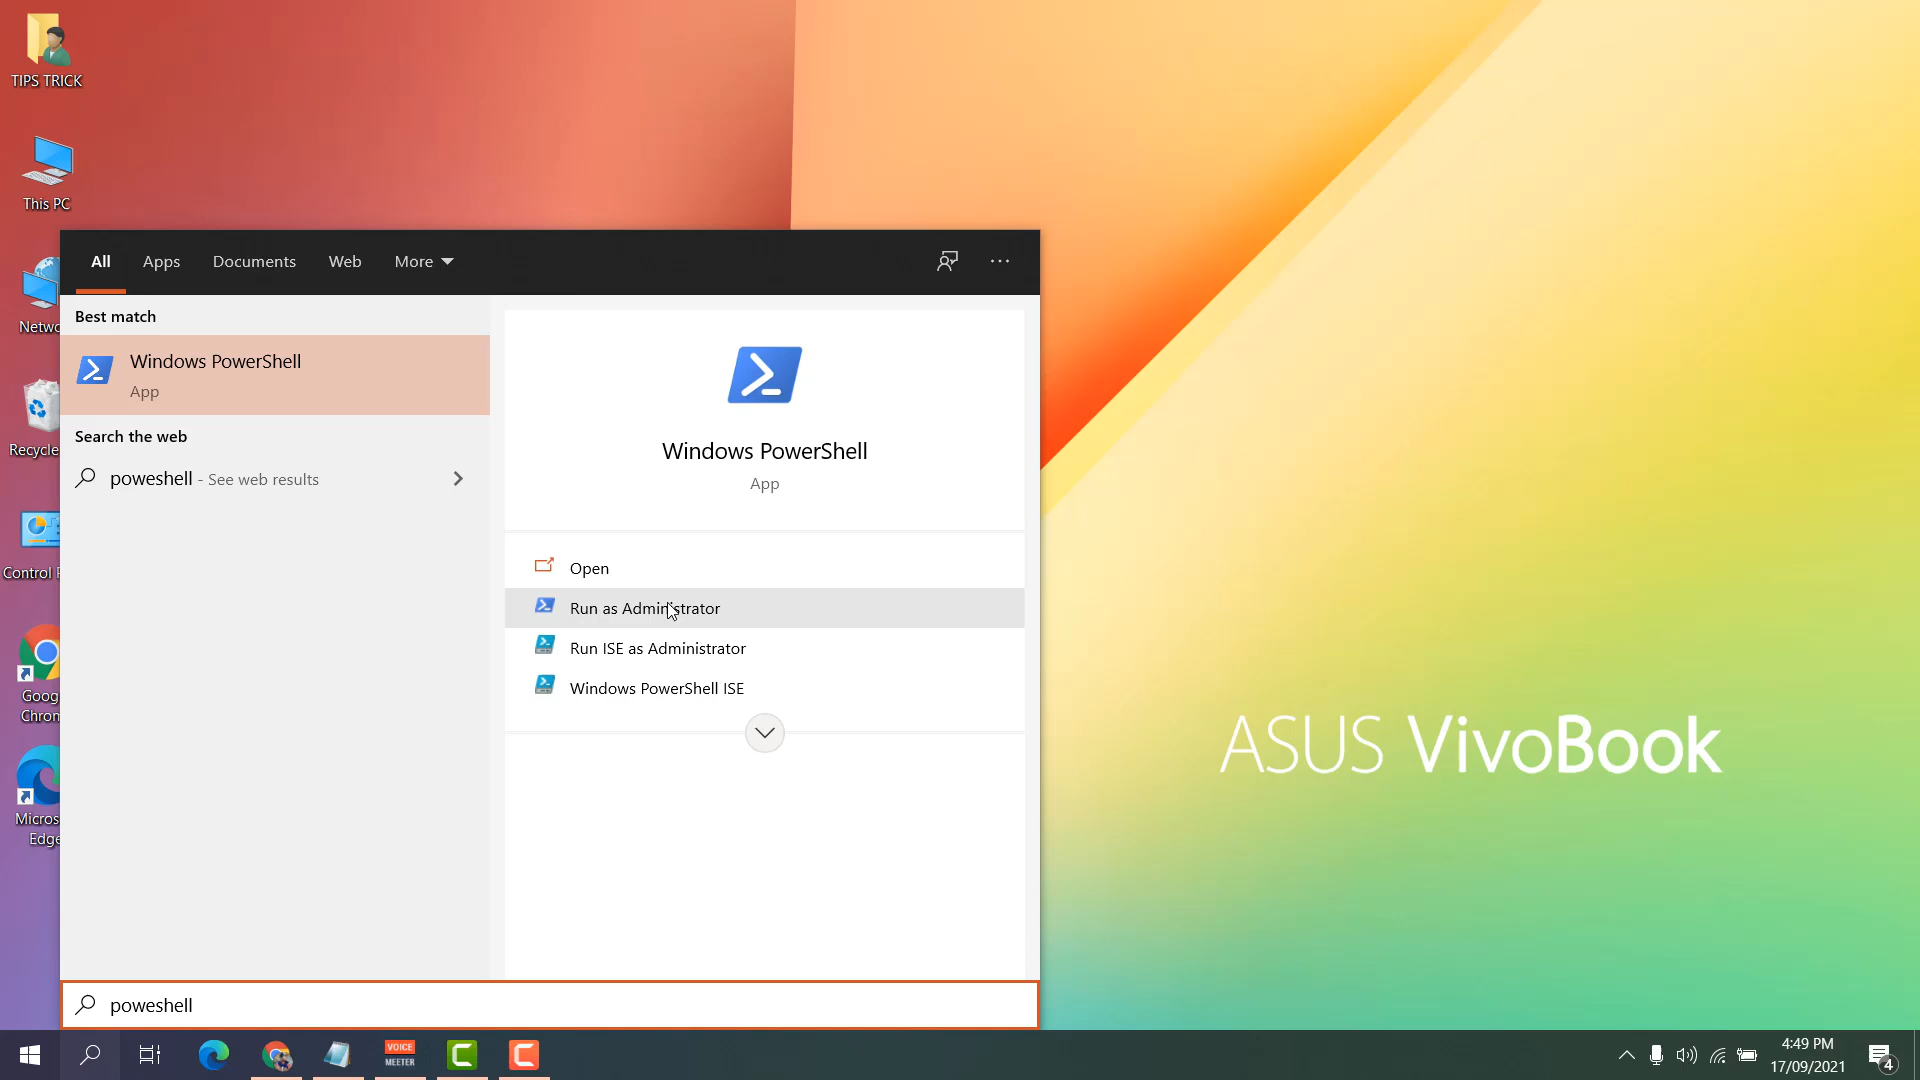 TIPS TRICK
This PC
Netwo
Recycle
Control P
Goog
Chrom
Micros
Edge
All
Apps
Documents
Web
More
Best match
Windows PowerShell
App
Search the web
poweshell - See web results
Windows PowerShell
App
Open
Run as Administrator
Run ISE as Administrator
Windows PowerShell ISE
poweshell
ASUS VivoBook
VOICE
MEETER
4:49 PM
17/09/2021
4